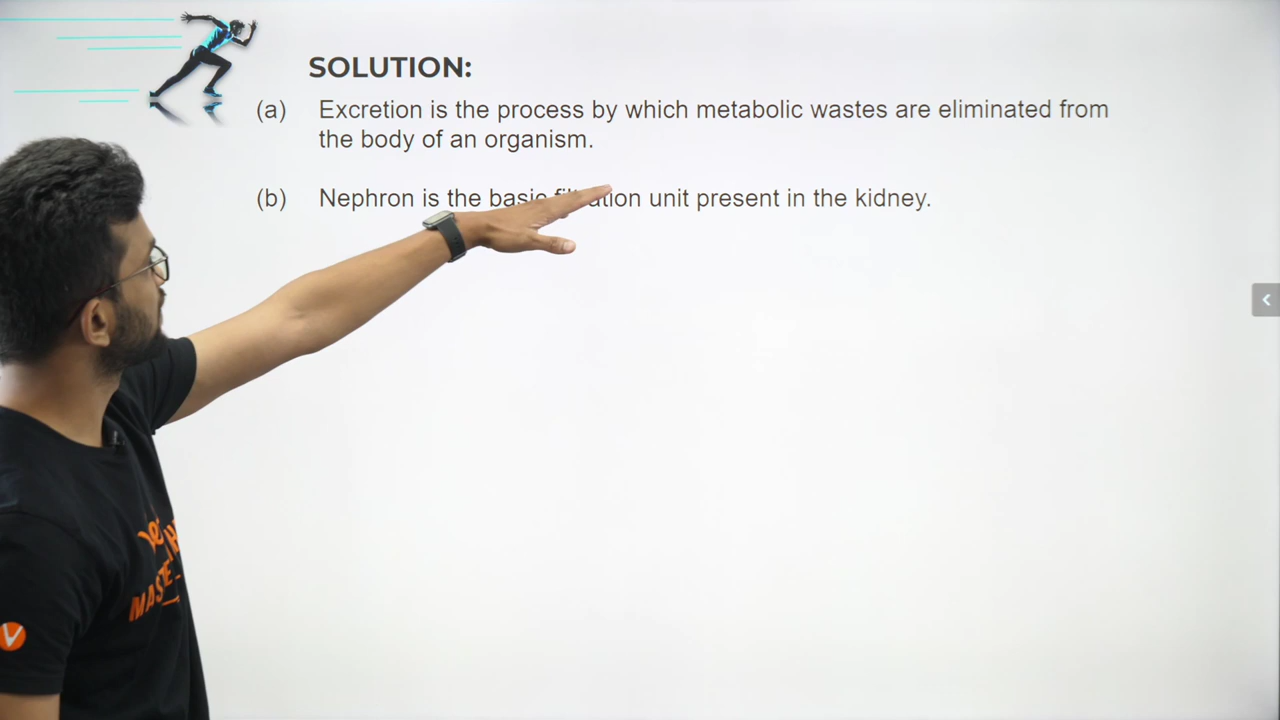 SOLUTION:
(a) Excretion is the process by which metabolic wastes are eliminated from
the body of an organism.
(b) Nephron is the basic filtration unit present in the kidney.